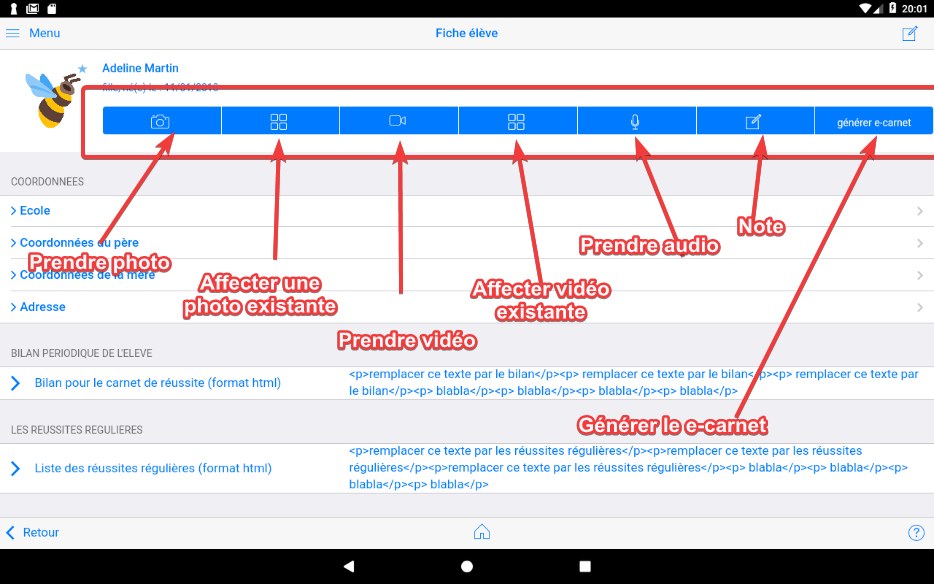 20:01
Menu
Fiche élève
Adeline Martin
fille, né(e) le : 11/01/2010
générer e-carnet
COORDONNEES
Ecole
Note
Coordonnées du père
Prendre audio
Prendre photo
Coordonnées de la mère
Affecter une
photo existante
Affecter vidéo
existante
Adresse
Prendre vidéo
BILAN PERIODIQUE DE L'ELEVE
Bilan pour le carnet de réussite (format html)
<p>remplacer ce texte par le bilan</p><p> remplacer ce texte par le bilan</p><p> remplacer ce texte par
le bilan</p><p> blabla</p><p> blabla</p><p> blabla</p><p> blabla</p>
Générer le e-carnet
LES REUSSITES REGULIERES
Liste des réussites régulières (format html)
<p>remplacer ce texte par les réussites régulières</p><p>remplacer ce texte par les réussites
régulières</p><p>remplacer ce texte par les réussites régulières</p><p> blabla</p><p> blabla</p><p>
blabla</p><p> blabla</p>
Retour